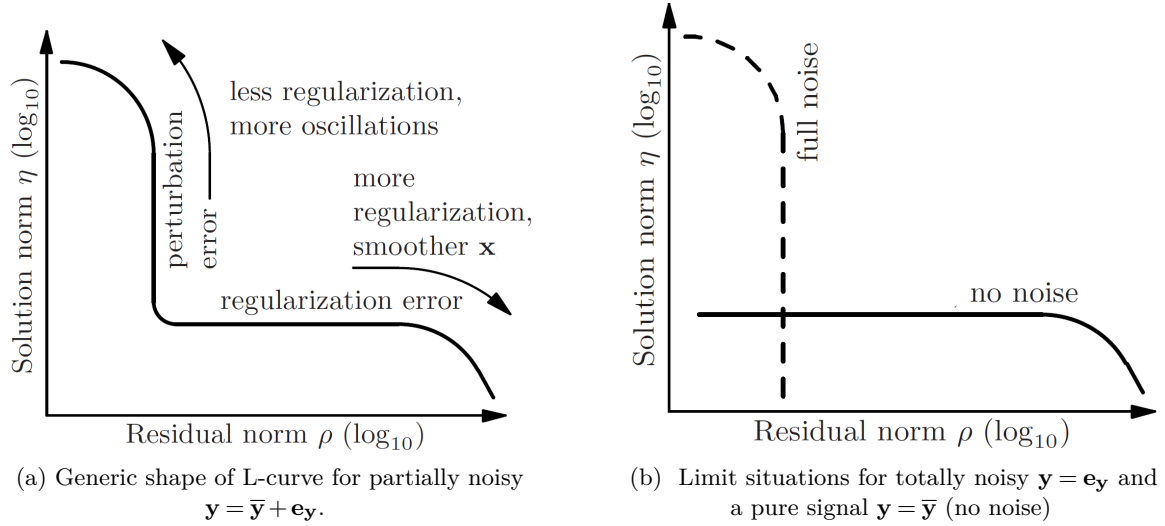 Solution norm η (log₁₀)
perturbation
error
less regularization,
more oscillations
more
regularization,
smoother 𝐱
regularization error
Residual norm ρ (log₁₀)
(a) Generic shape of L-curve for partially noisy
𝐲 = 𝐲̅ + 𝐞_𝐲.
Solution norm η (log₁₀)
full noise
no noise
Residual norm ρ (log₁₀)
(b) Limit situations for totally noisy 𝐲 = 𝐞_𝐲 and
a pure signal 𝐲 = 𝐲̅ (no noise)